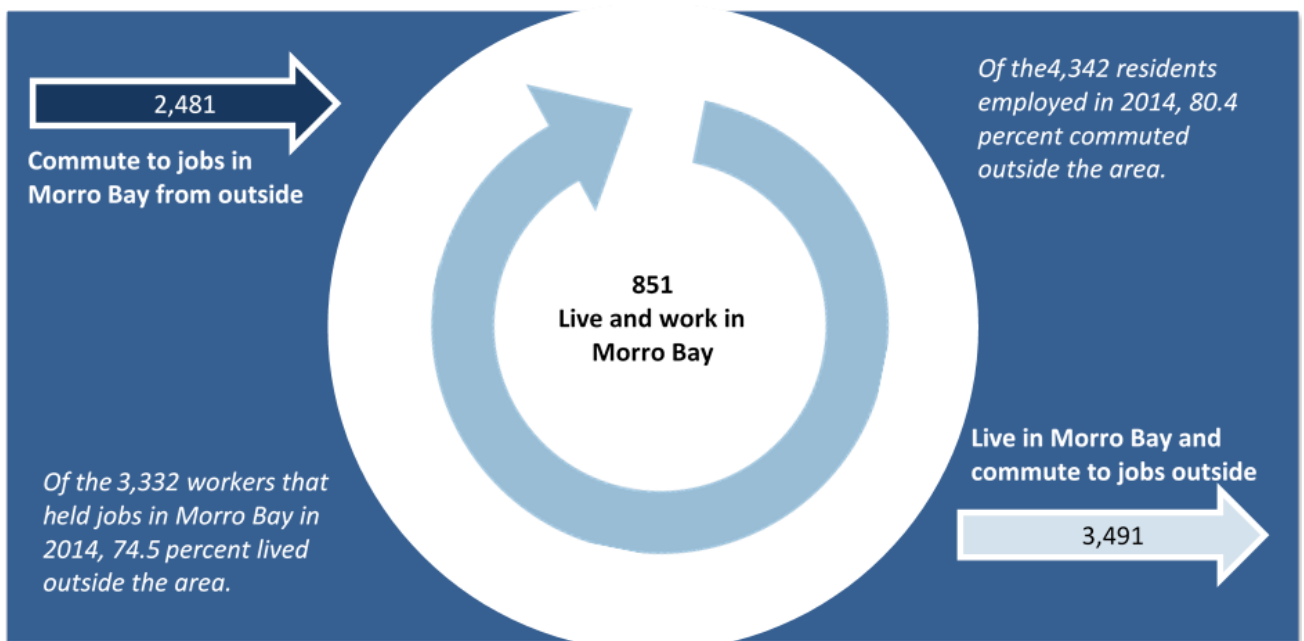 2,481
Commute to jobs in
Morro Bay from outside
Of the4,342 residents
employed in 2014, 80.4
percent commuted
outside the area.
851
Live and work in
Morro Bay
Of the 3,332 workers that
held jobs in Morro Bay in
2014, 74.5 percent lived
outside the area.
Live in Morro Bay and
commute to jobs outside
3,491